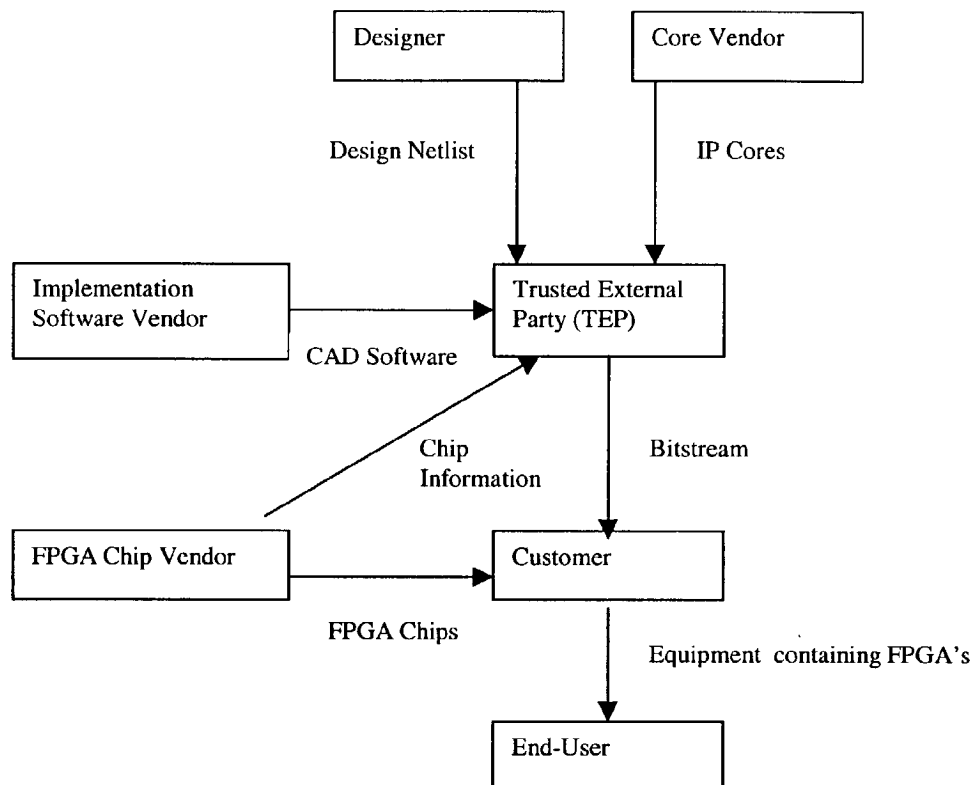 Designer
Core Vendor
Design Netlist
IP Cores
Implementation
Software Vendor
Trusted External
Party (TEP)
CAD Software
Chip
Information
Bitstream
FPGA Chip Vendor
Customer
FPGA Chips
Equipment containing FPGA's
End-User